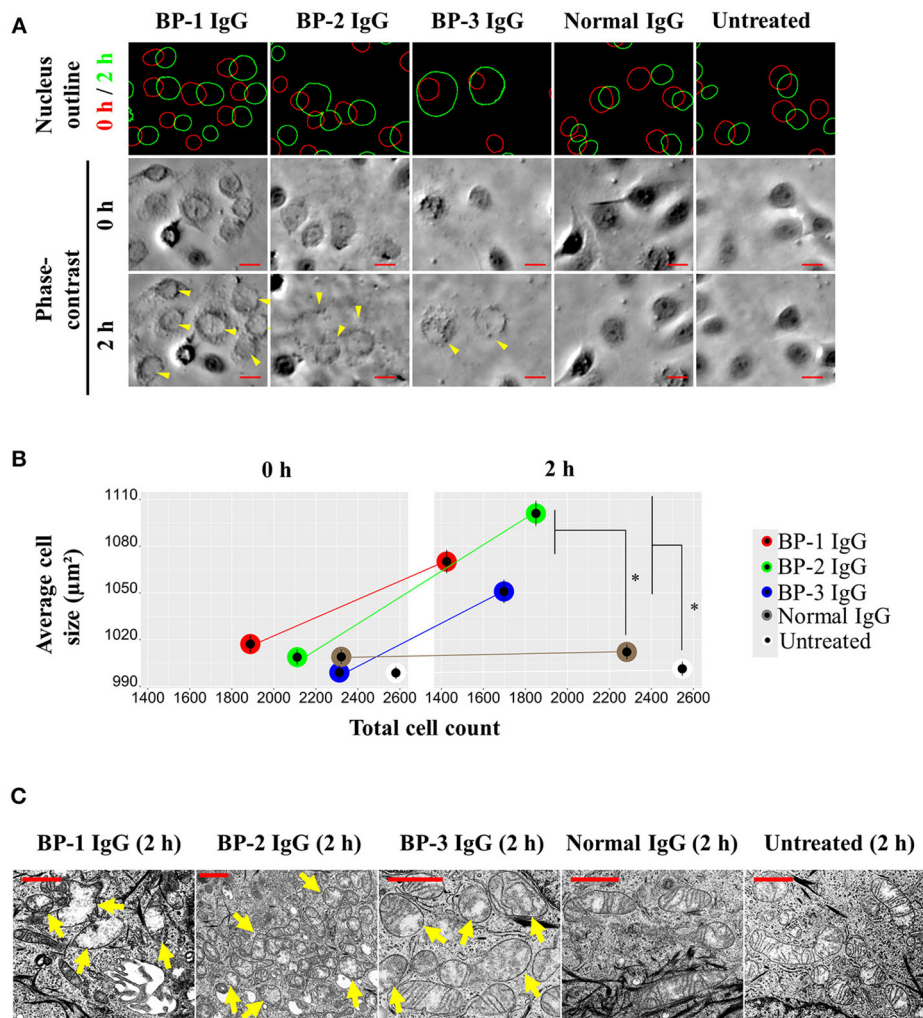 A
BP-1 IgG BP-2 IgG BP-3 IgG Normal IgG Untreated
Nucleus
outline
0 h / 2 h
Phase-
contrast
0 h
2 h
B
0 h 2 h
Average cell
size (µm²)
1110
1080
1050
1020
990
* *
BP-1 IgG
BP-2 IgG
BP-3 IgG
Normal IgG
Untreated
1400 1600 1800 2000 2200 2400 2600 1400 1600 1800 2000 2200 2400 2600
Total cell count
C
BP-1 IgG (2 h) BP-2 IgG (2 h) BP-3 IgG (2 h) Normal IgG (2 h) Untreated (2 h)